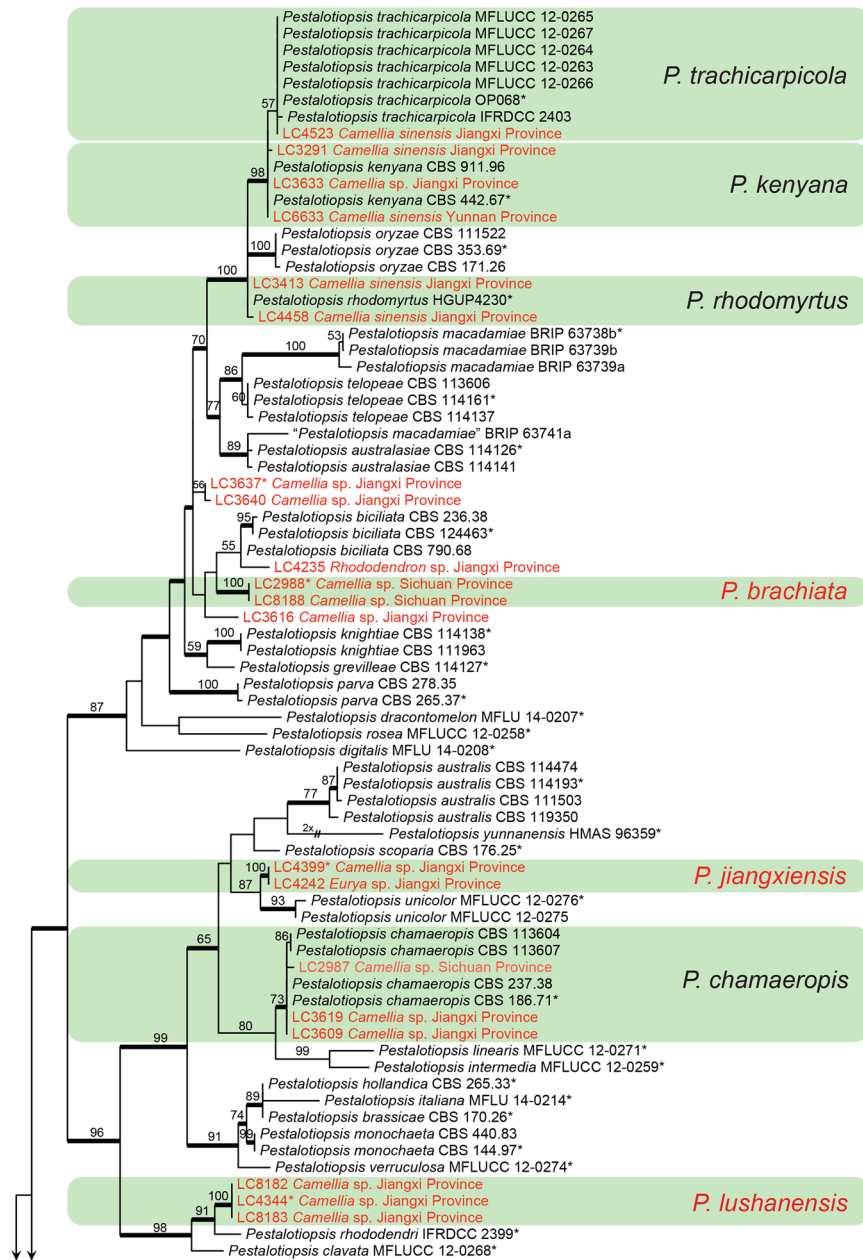 Pestalotiopsis trachicarpicola MFLUCC 12-0265
Pestalotiopsis trachicarpicola MFLUCC 12-0267
Pestalotiopsis trachicarpicola MFLUCC 12-0264
Pestalotiopsis trachicarpicola MFLUCC 12-0263
P. trachicarpicola
Pestalotiopsis trachicarpicola MFLUCC 12-0266
Pestalotiopsis trachicarpicola OP068*
57
Pestalotiopsis trachicarpicola IFRDCC 2403
LC4523 Camellia sinensis Jiangxi Province
LC3291 Camellia sinensis Jiangxi Province
98
Pestalotiopsis kenyana CBS 911.96
LC3633 Camellia sp. Jiangxi Province
P. kenyana
Pestalotiopsis kenyana CBS 442.67*
LC6633 Camellia sinensis Yunnan Province
Pestalotiopsis oryzae CBS 111522
100
Pestalotiopsis oryzae CBS 353.69*
Pestalotiopsis oryzae CBS 171.26
100
LC3413 Camellia sinensis Jiangxi Province
Pestalotiopsis rhodomyrtus HGUP4230*
P. rhodomyrtus
LC4458 Camellia sinensis Jiangxi Province
70
53
Pestalotiopsis macadamiae BRIP 63738b*
100
Pestalotiopsis macadamiae BRIP 63739b
Pestalotiopsis macadamiae BRIP 63739a
86
Pestalotiopsis telopeae CBS 113606
60
Pestalotiopsis telopeae CBS 114161*
77
Pestalotiopsis telopeae CBS 114137
“Pestalotiopsis macadamiae” BRIP 63741a
89
Pestalotiopsis australasiae CBS 114126*
Pestalotiopsis australasiae CBS 114141
56
LC3637* Camellia sp. Jiangxi Province
LC3640 Camellia sp. Jiangxi Province
95
Pestalotiopsis biciliata CBS 236.38
Pestalotiopsis biciliata CBS 124463*
55
Pestalotiopsis biciliata CBS 790.68
LC4235 Rhododendron sp. Jiangxi Province
100
LC2988* Camellia sp. Sichuan Province
P. brachiata
LC8188 Camellia sp. Sichuan Province
LC3616 Camellia sp. Jiangxi Province
100
Pestalotiopsis knightiae CBS 114138*
59
Pestalotiopsis knightiae CBS 111963
Pestalotiopsis grevilleae CBS 114127*
100
Pestalotiopsis parva CBS 278.35
Pestalotiopsis parva CBS 265.37*
87
Pestalotiopsis dracontomelon MFLU 14-0207*
Pestalotiopsis rosea MFLUCC 12-0258*
Pestalotiopsis digitalis MFLU 14-0208*
Pestalotiopsis australis CBS 114474
87
Pestalotiopsis australis CBS 114193*
77
Pestalotiopsis australis CBS 111503
Pestalotiopsis australis CBS 119350
2x
Pestalotiopsis yunnanensis HMAS 96359*
Pestalotiopsis scoparia CBS 176.25*
100
LC4399* Camellia sp. Jiangxi Province
P. jiangxiensis
87
LC4242 Eurya sp. Jiangxi Province
93
Pestalotiopsis unicolor MFLUCC 12-0276*
Pestalotiopsis unicolor MFLUCC 12-0275
86
Pestalotiopsis chamaeropis CBS 113604
65
Pestalotiopsis chamaeropis CBS 113607
LC2987 Camellia sp. Sichuan Province
Pestalotiopsis chamaeropis CBS 237.38
P. chamaeropis
73
Pestalotiopsis chamaeropis CBS 186.71*
LC3619 Camellia sp. Jiangxi Province
80
LC3609 Camellia sp. Jiangxi Province
99
99
Pestalotiopsis linearis MFLUCC 12-0271*
Pestalotiopsis intermedia MFLUCC 12-0259*
Pestalotiopsis hollandica CBS 265.33*
89
Pestalotiopsis italiana MFLU 14-0214*
74
Pestalotiopsis brassicae CBS 170.26*
99
Pestalotiopsis monochaeta CBS 440.83
96
91
Pestalotiopsis monochaeta CBS 144.97*
Pestalotiopsis verruculosa MFLUCC 12-0274*
LC8182 Camellia sp. Jiangxi Province
100
LC4344* Camellia sp. Jiangxi Province
P. lushanensis
91
LC8183 Camellia sp. Jiangxi Province
98
Pestalotiopsis rhododendri IFRDCC 2399*
Pestalotiopsis clavata MFLUCC 12-0268*